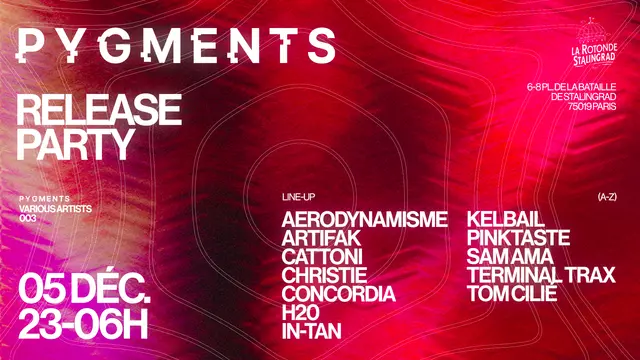 PYGMENTS
LA ROTONDE
STALINGRAD
6-8 PL. DE LA BATAILLE
DE STALINGRAD
75019 PARIS
RELEASE
PARTY
PYGMENTS
VARIOUS ARTISTS
003
05 DÉC.
23-06H
LINE-UP
(A-Z)
AERODYNAMISME
ARTIFAK
CATTONI
CHRISTIE
CONCORDIA
H20
IN-TAN
KELBAIL
PINKTASTE
SAM AMA
TERMINAL TRAX
TOM CILIÉ